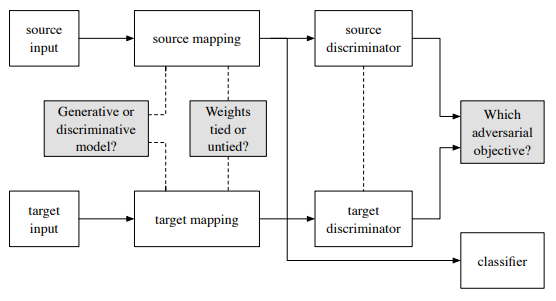 source
input
source mapping
source
discriminator
Generative or
discriminative
model?
Weights
tied or
untied?
Which
adversarial
objective?
target
input
target mapping
target
discriminator
classifier